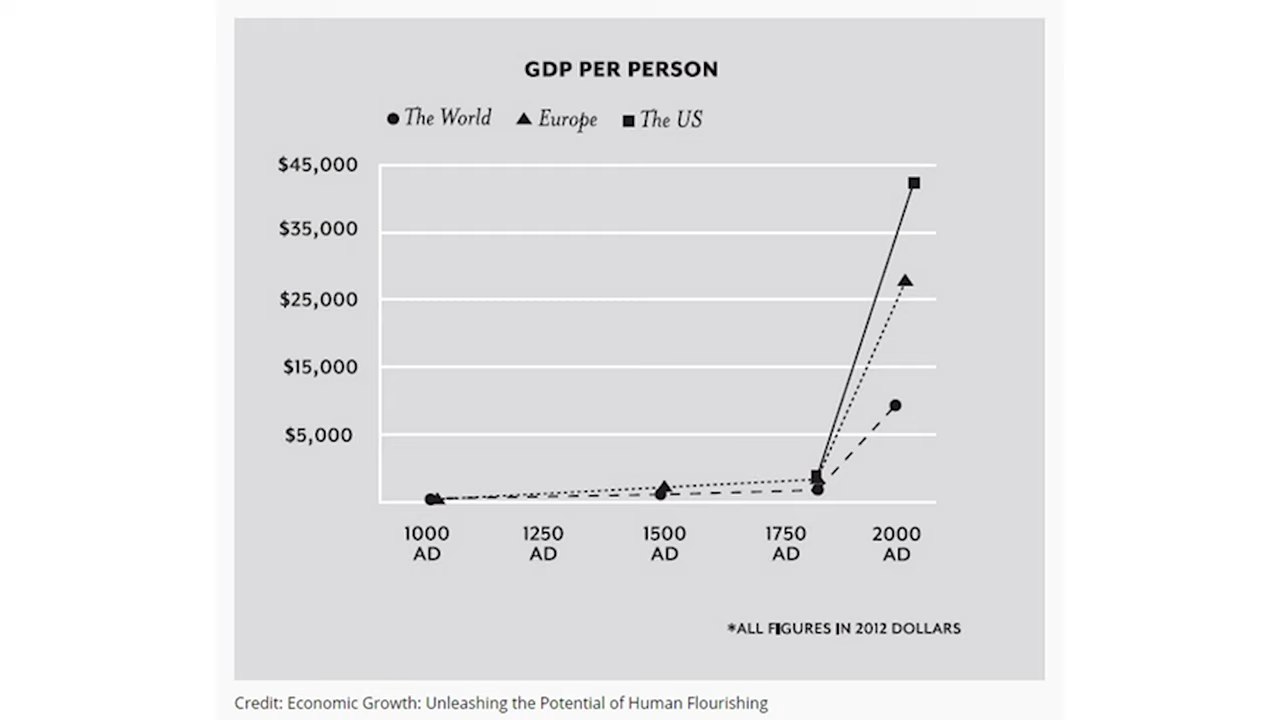 GDP PER PERSON
The World Europe The US
$45,000
$35,000
$25,000
$15,000
$5,000
1000 AD
1250 AD
1500 AD
1750 AD
2000 AD
*ALL FIGURES IN 2012 DOLLARS
Credit: Economic Growth: Unleashing the Potential of Human Flourishing